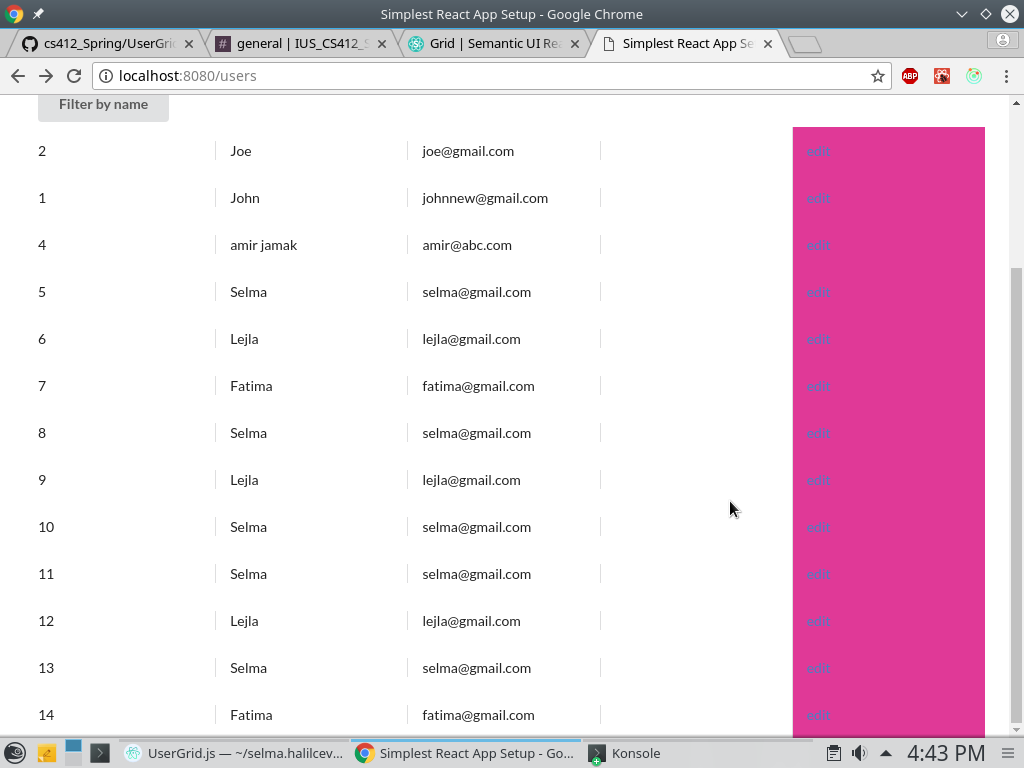 Simplest React App Setup - Google Chrome
cs412_Spring/UserGri
general | IUS_CS412_S
Grid | Semantic UI Rea
Simplest React App Se
localhost:8080/users
ABP
Filter by name
2 Joe joe@gmail.com edit
1 John johnnew@gmail.com edit
4 amir jamak amir@abc.com edit
5 Selma selma@gmail.com edit
6 Lejla lejla@gmail.com edit
7 Fatima fatima@gmail.com edit
8 Selma selma@gmail.com edit
9 Lejla lejla@gmail.com edit
10 Selma selma@gmail.com edit
11 Selma selma@gmail.com edit
12 Lejla lejla@gmail.com edit
13 Selma selma@gmail.com edit
14 Fatima fatima@gmail.com edit
UserGrid.js — ~/selma.halilcev...
Simplest React App Setup - Go...
Konsole
4:43 PM